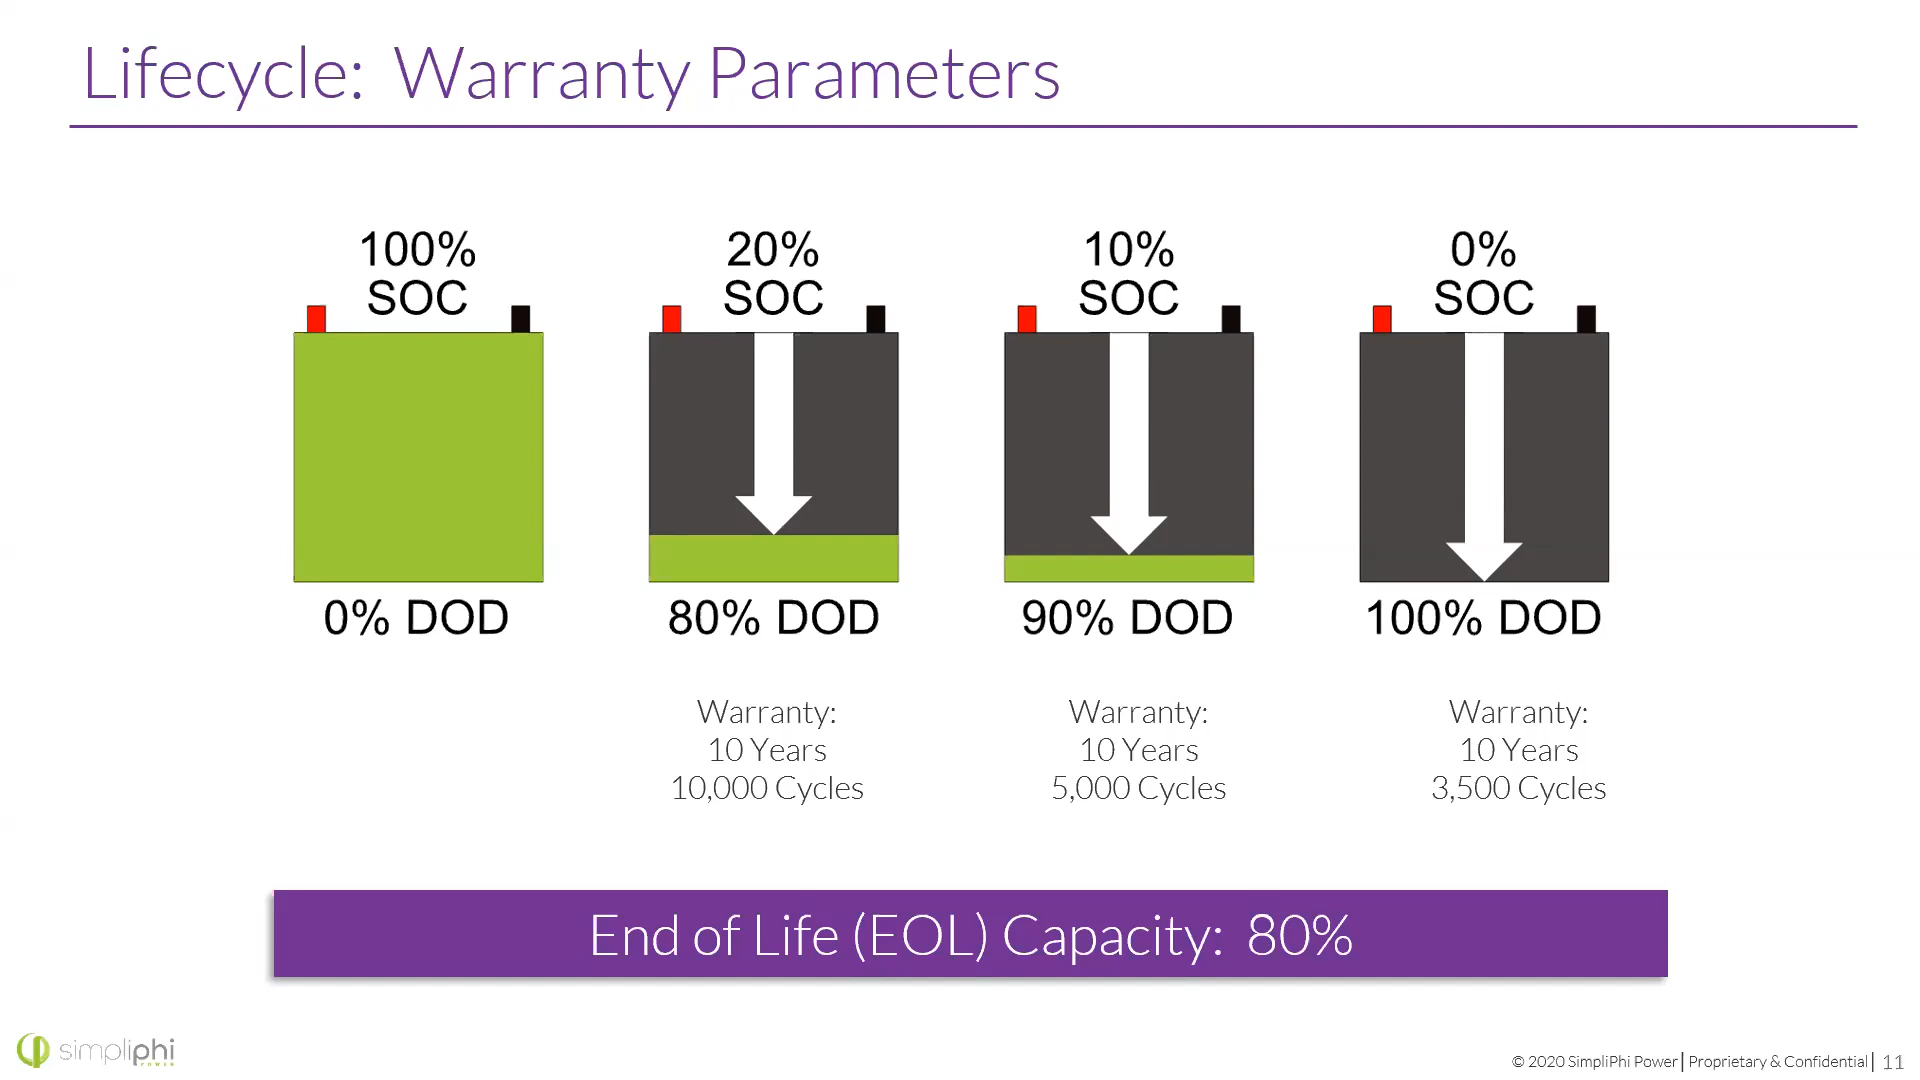 Lifecycle: Warranty Parameters
100%
SOC
20%
SOC
10%
SOC
0%
SOC
0% DOD
80% DOD
90% DOD
100% DOD
Warranty:
10 Years
10,000 Cycles
Warranty:
10 Years
5,000 Cycles
Warranty:
10 Years
3,500 Cycles
End of Life (EOL) Capacity: 80%
simpliphi
POWER
© 2020 SimpliPhi Power | Proprietary & Confidential | 11